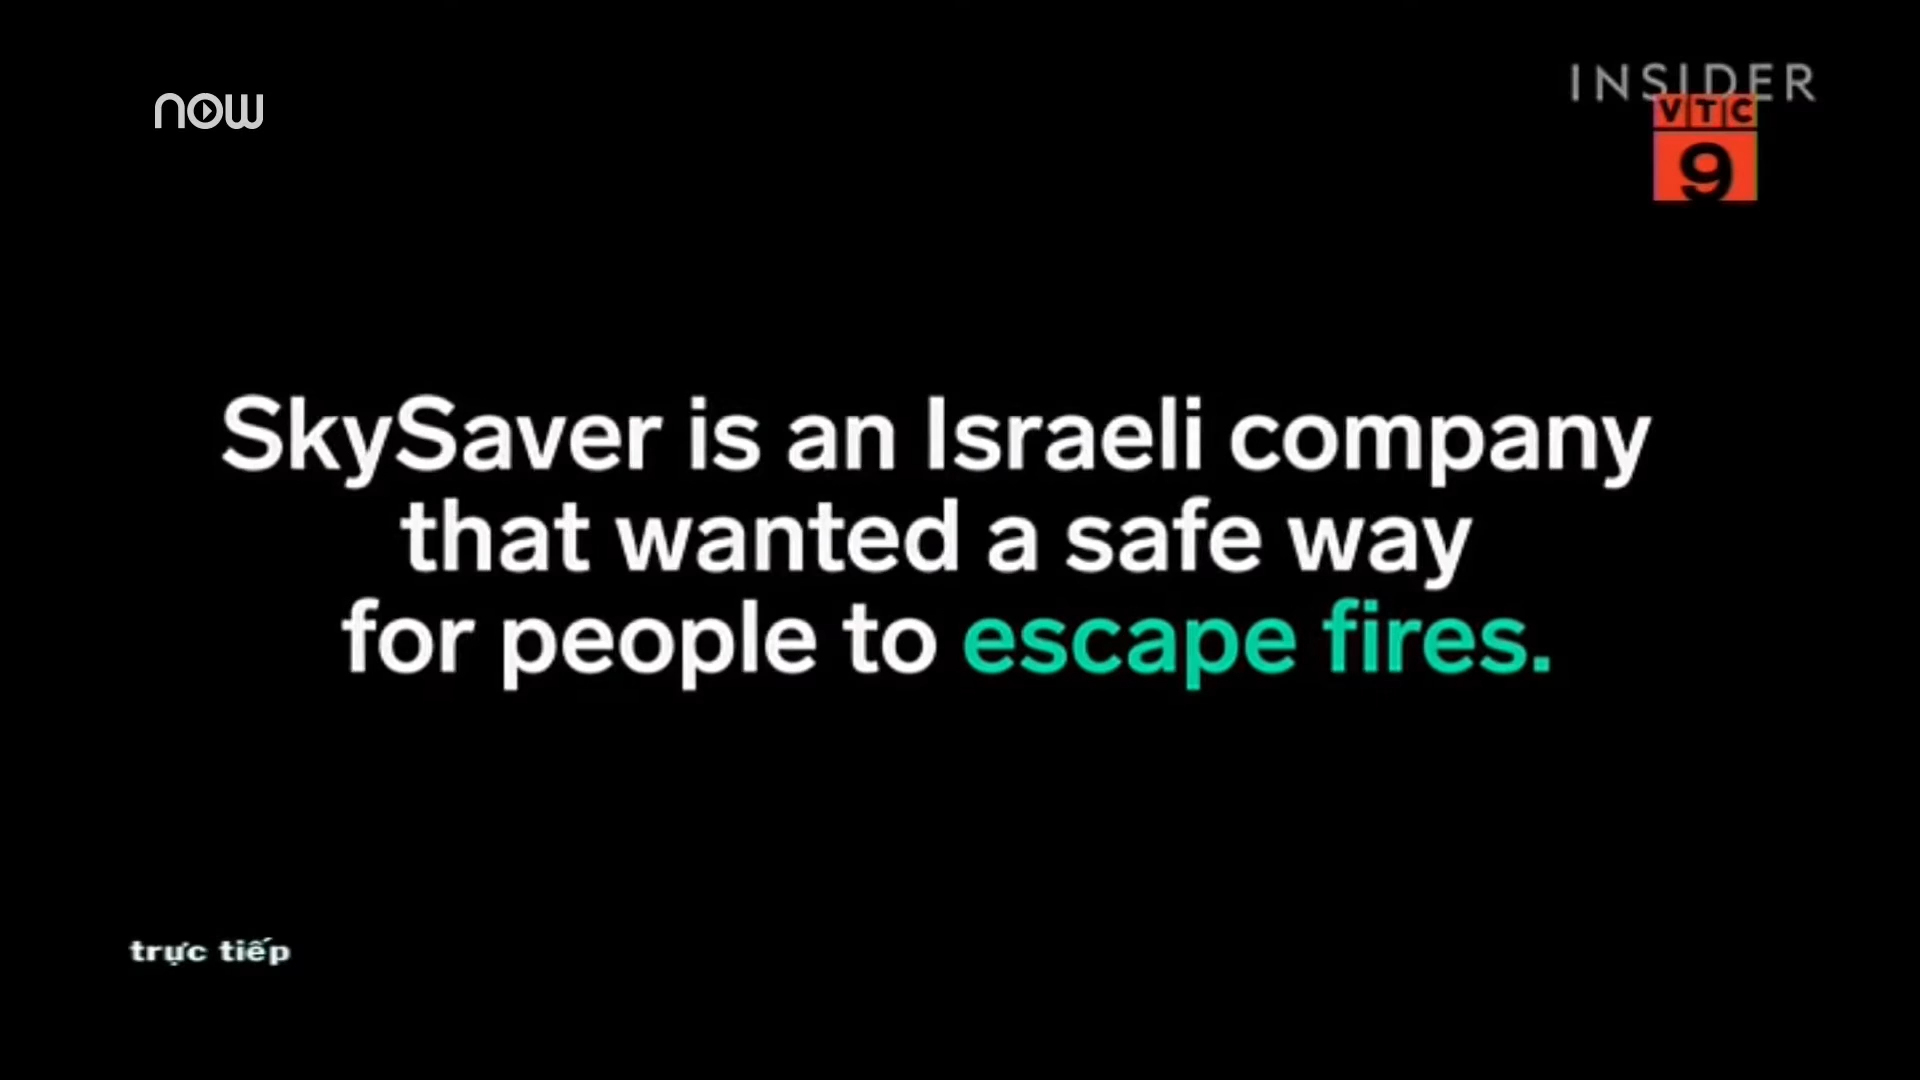 now
INSIDER
VTC
9
SkySaver is an Israeli company
that wanted a safe way
for people to escape fires.
trực tiếp